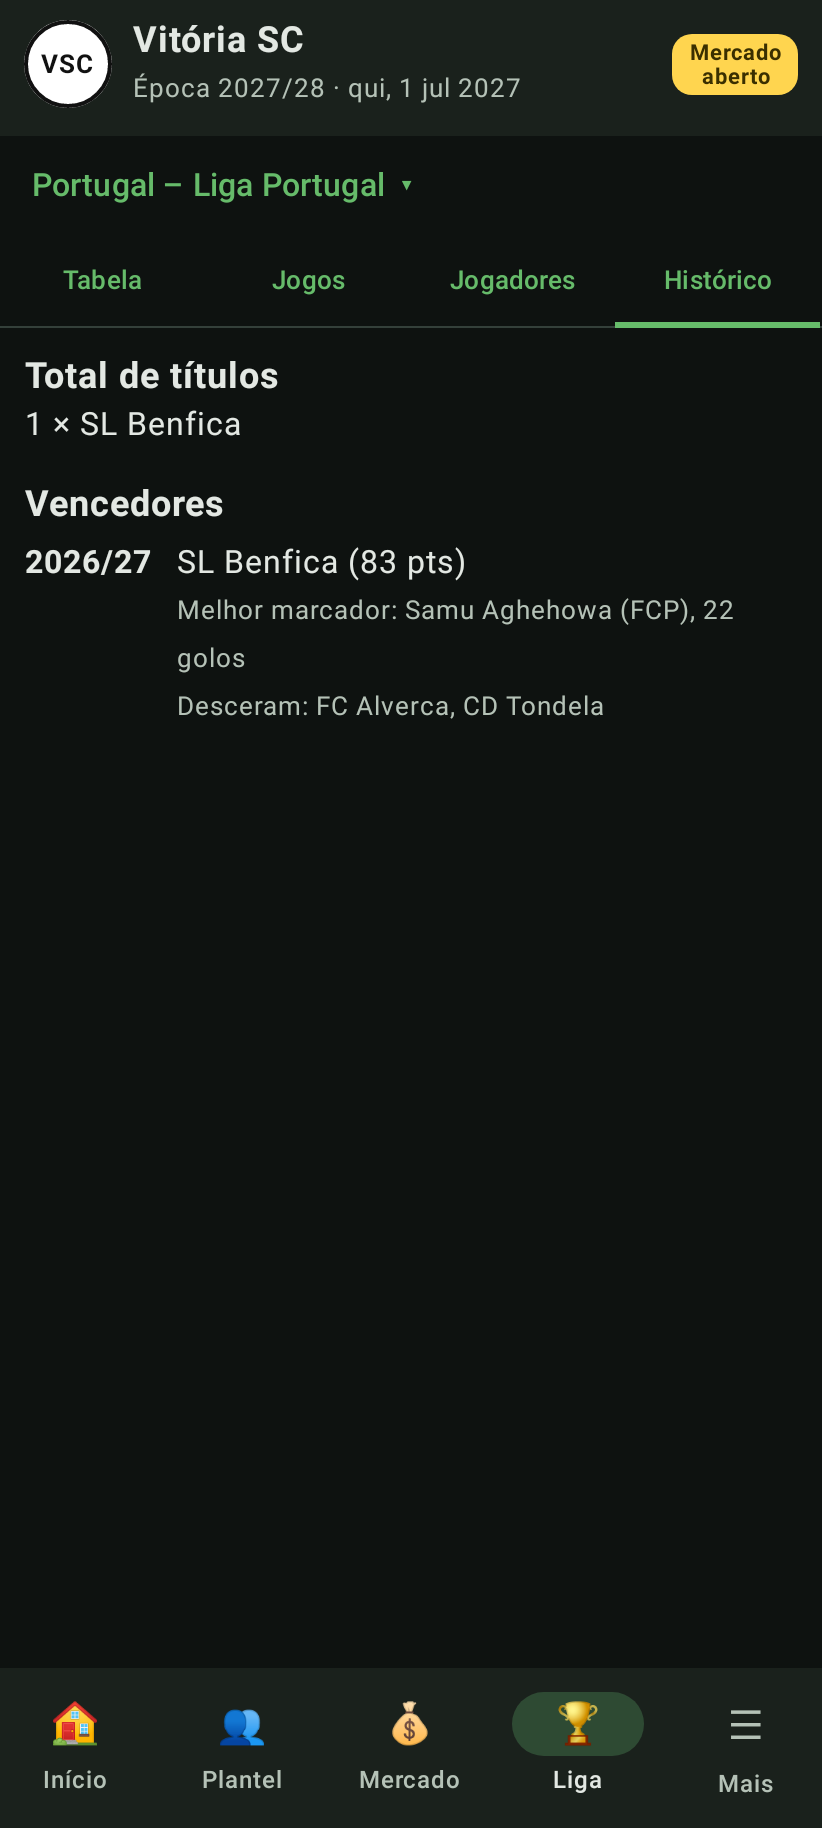 VSC
Vitória SC
Época 2027/28 · qui, 1 jul 2027
Mercado
aberto
Portugal – Liga Portugal ▾
Tabela
Jogos
Jogadores
Histórico
Total de títulos
1 × SL Benfica
Vencedores
2026/27 SL Benfica (83 pts)
Melhor marcador: Samu Aghehowa (FCP), 22
golos
Desceram: FC Alverca, CD Tondela
Início
Plantel
Mercado
Liga
Mais